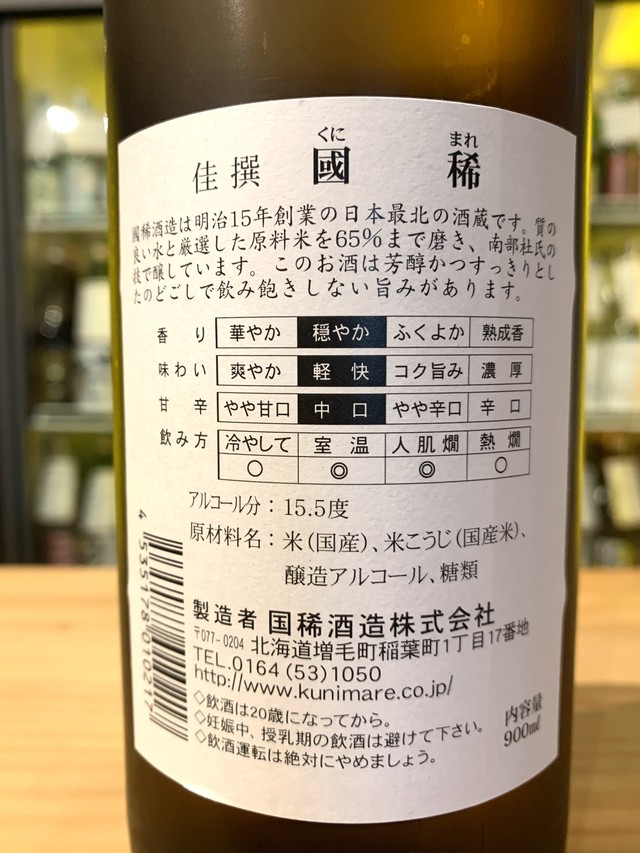 くに まれ
佳撰 國 稀
國稀酒造は明治15年創業の日本最北の酒蔵です。質の
良い水と厳選した原料米を65%まで磨き、南部杜氏の
技で醸しています。このお酒は芳醇かつすっきりとし
たのどごしで飲み飽きしない旨みがあります。
香り 華やか 穏やか ふくよか 熟成香
味わい 爽やか 軽快 コク旨み 濃厚
甘辛 やや甘口 中口 やや辛口 辛口
飲み方 冷やして 室温 人肌燗 熱燗
○ ◎ ◎ ○
アルコール分：15.5度
原材料名：米（国産）、米こうじ（国産米）、
醸造アルコール、糖類
製造者 国稀酒造株式会社
〒077-0204 北海道増毛町稲葉町1丁目17番地
TEL.0164(53)1050
http://www.kunimare.co.jp/
◇飲酒は20歳になってから。
◇妊娠中、授乳期の飲酒は避けて下さい。
◇飲酒運転は絶対にやめましょう。
内容量
900ml
4 535178 010217